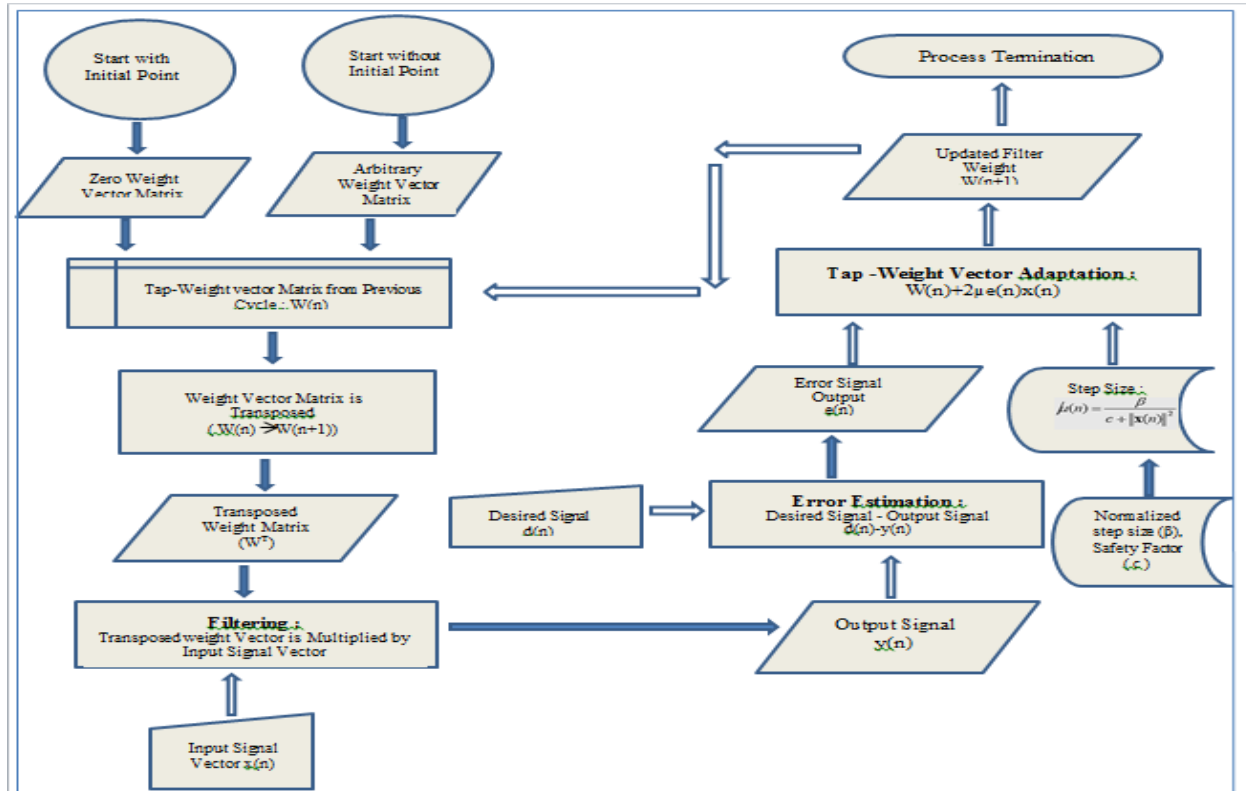 Start with
Initial Point
Start without
Initial Point
Process Termination
Zero Weight
Vector Matrix
Arbitrary
Weight Vector
Matrix
Updated Filter
Weight
W(n+1)
Tap-Weight vector Matrix from Previous
Cycle : W(n)
Tap -Weight Vector Adaptation :
W(n)+2µe(n)x(n)
Weight Vector Matrix is
Transposed
( W(n) → W(n+1))
Error Signal
Output
e(n)
Step Size :
μ(n) = β / (c + ‖x(n)‖²)
Transposed
Weight Matrix
(Wᵀ)
Desired Signal
d(n)
Error Estimation :
Desired Signal - Output Signal
d(n)-y(n)
Normalized
step size (β),
Safety Factor
( c )
Filtering :
Transposed weight Vector is Multiplied by
Input Signal Vector
Output Signal
y(n)
Input Signal
Vector x(n)